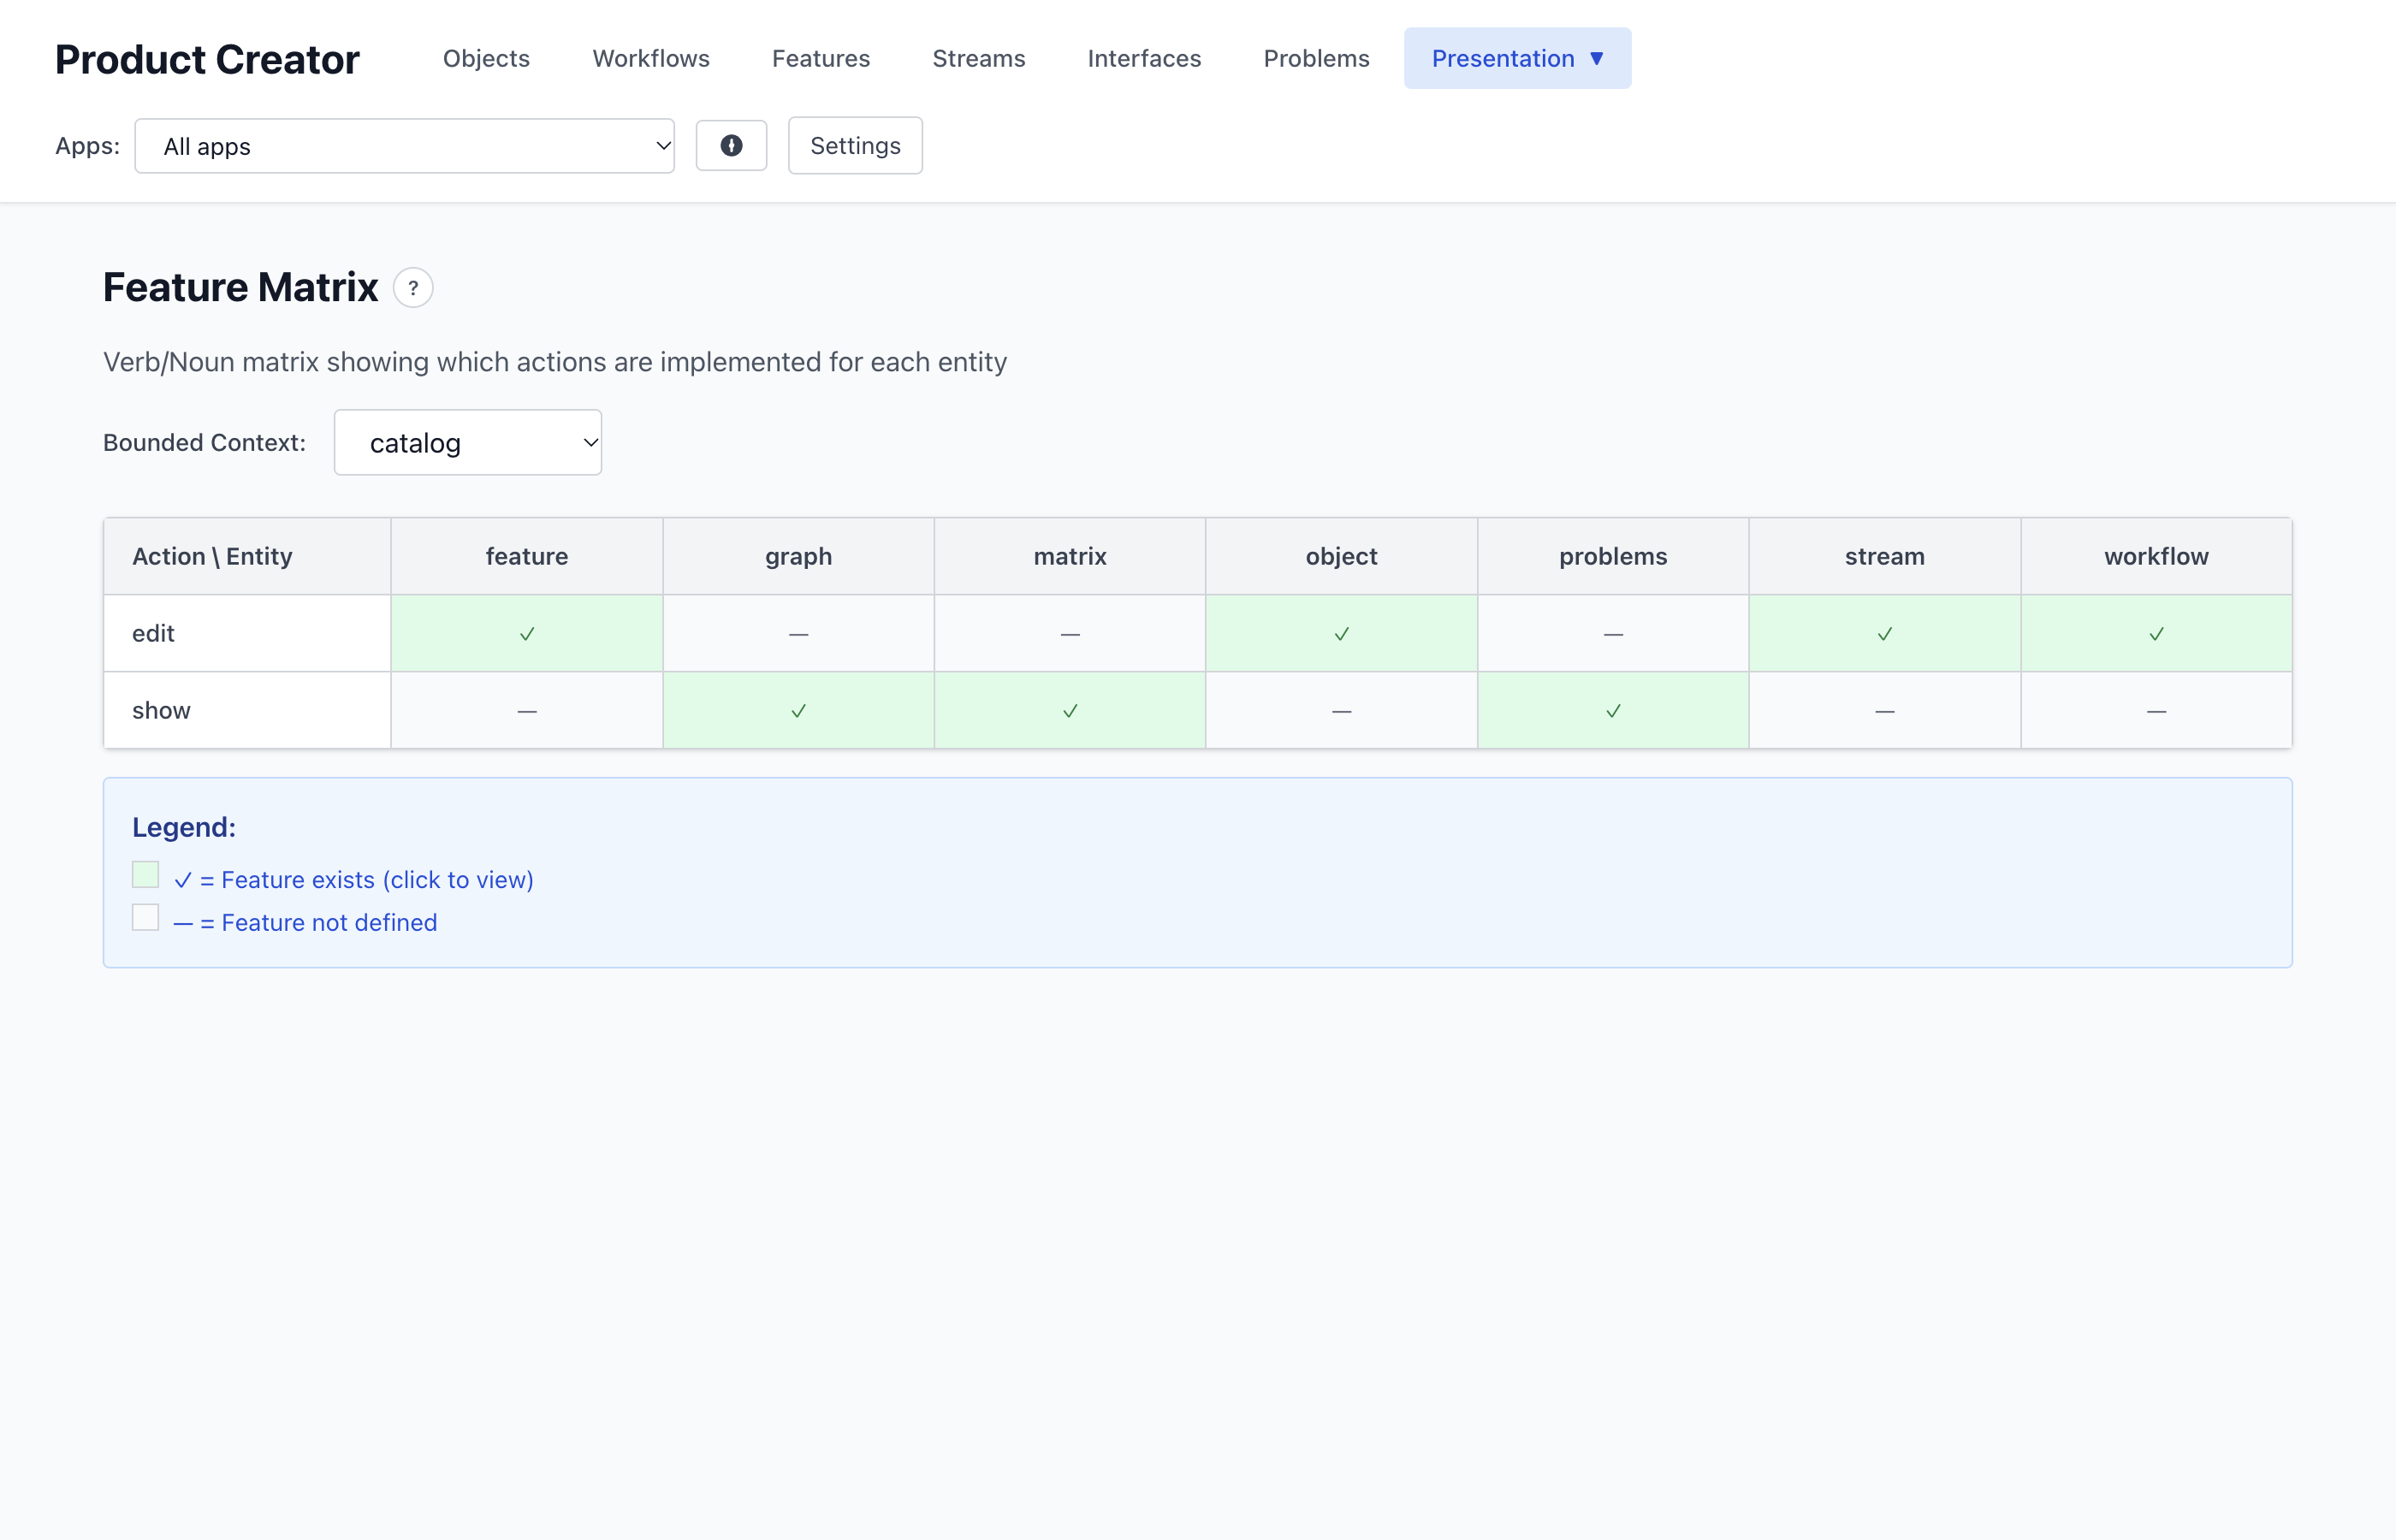 Product Creator Objects Workflows Features Streams Interfaces Problems Presentation ▼
Apps: All apps Settings
Feature Matrix ?
Verb/Noun matrix showing which actions are implemented for each entity
Bounded Context: catalog
Action \ Entity feature graph matrix object problems stream workflow
edit ✓ — — ✓ — ✓ ✓
show — ✓ ✓ — ✓ — —
Legend:
✓ = Feature exists (click to view)
— = Feature not defined